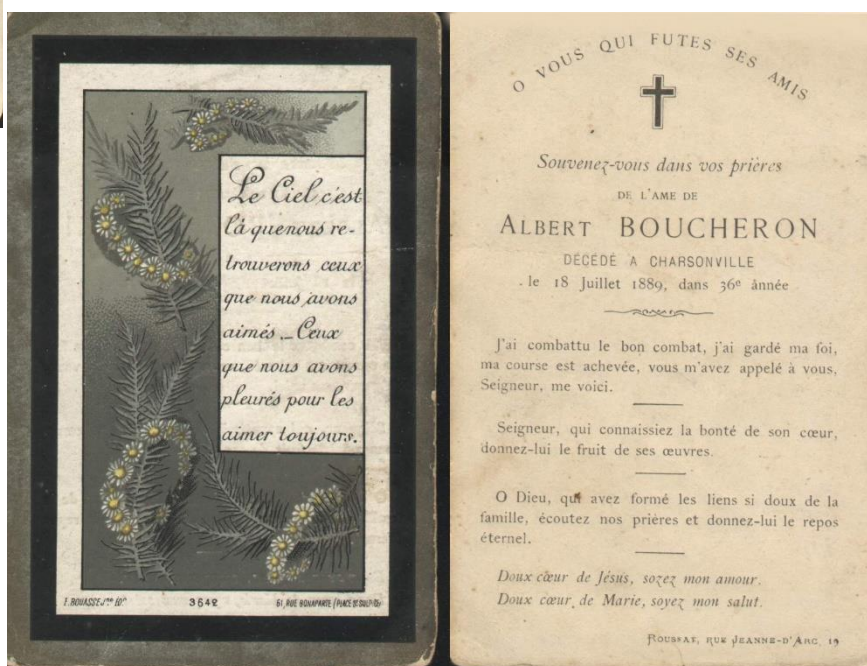 Le Ciel c'est
là que nous re-
trouverons ceux
que nous avons
aimés _ Ceux
que nous avons
pleurés pour les
aimer toujours.
3542
61, RUE BONAPARTE (PLACE ST SULPICE)
O VOUS QUI FUTES SES AMIS
Souvenez-vous dans vos prières
DE L'AME DE
ALBERT BOUCHERON
DÉCÉDÉ A CHARSONVILLE
le 18 Juillet 1889, dans 36e ânnée
J'ai combattu le bon combat, j'ai gardé ma foi,
ma course est achevée, vous m'avez appelé à vous,
Seigneur, me voici.
Seigneur, qui connaissiez la bonté de son cœur,
donnez-lui le fruit de ses œuvres.
O Dieu, qui avez formé les liens si doux de la
famille, écoutez nos prières et donnez-lui le repos
éternel.
Doux cœur de Jésus, soyez mon amour.
Doux cœur de Marie, soyez mon salut.
ROUSSAT, RUE JEANNE-D'ARC, 19